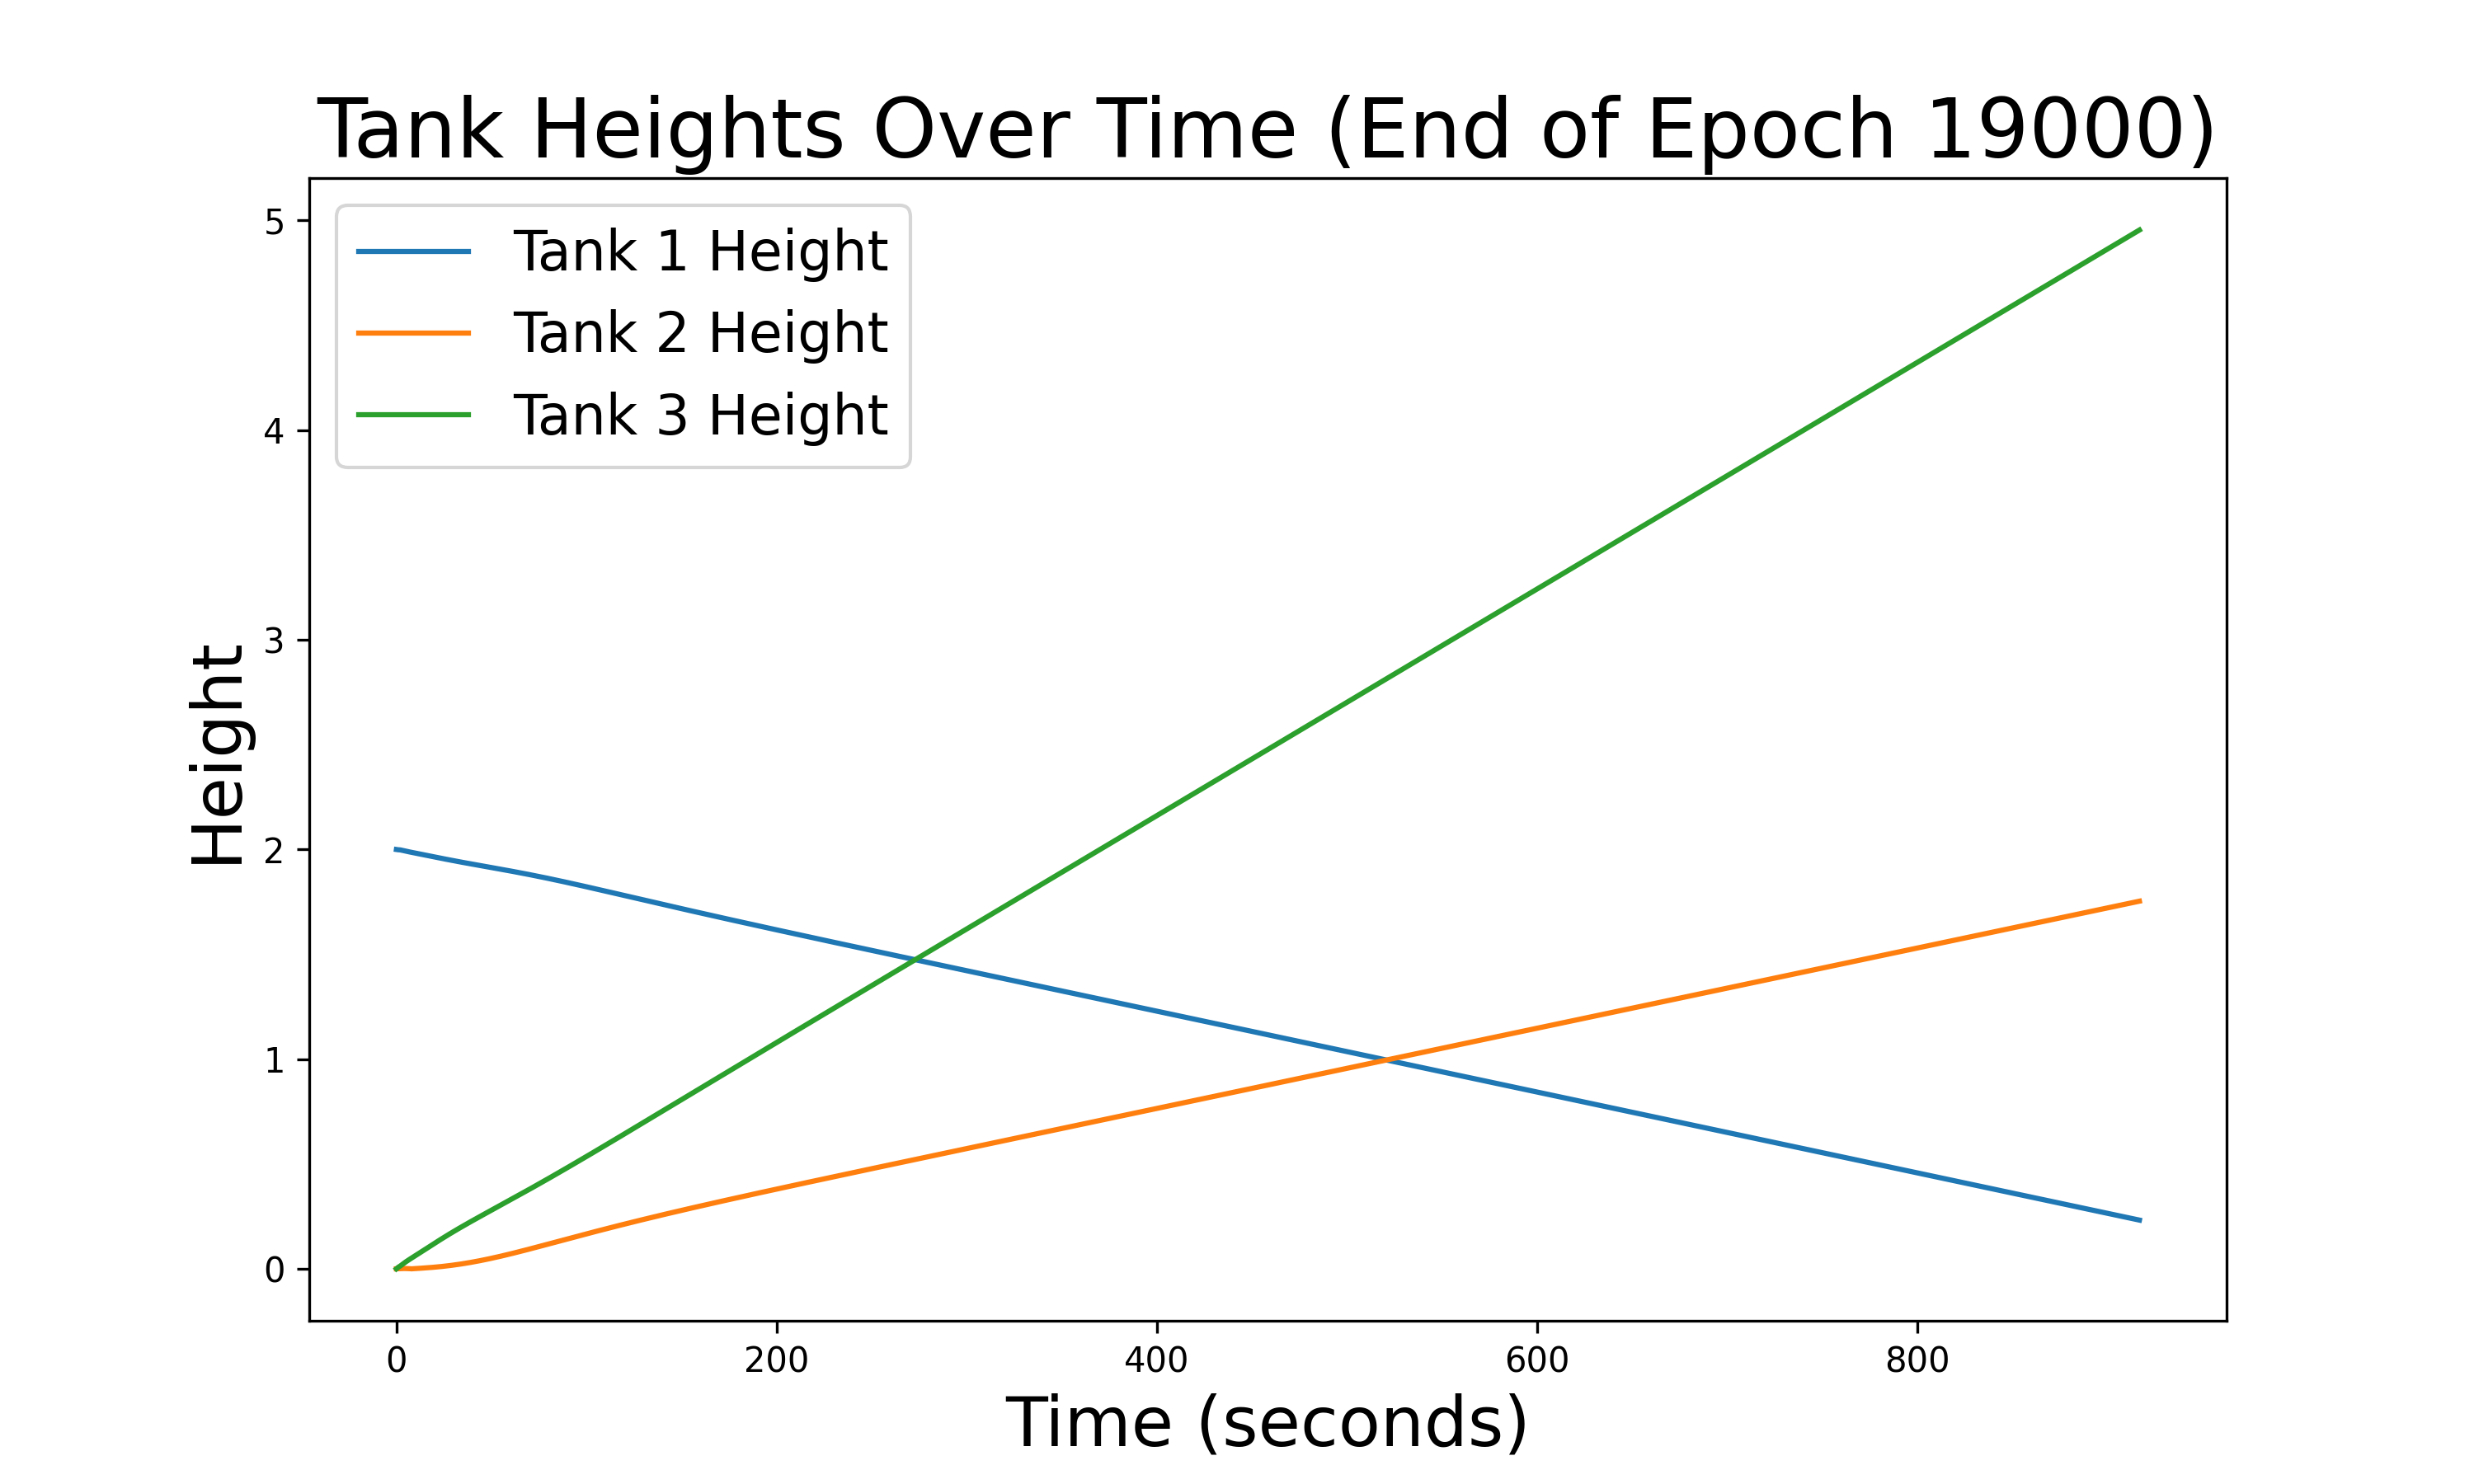 Tank Heights Over Time (End of Epoch 19000)
Tank 1 Height
Tank 2 Height
Tank 3 Height
Height
5
4
3
2
1
0
0 200 400 600 800
Time (seconds)